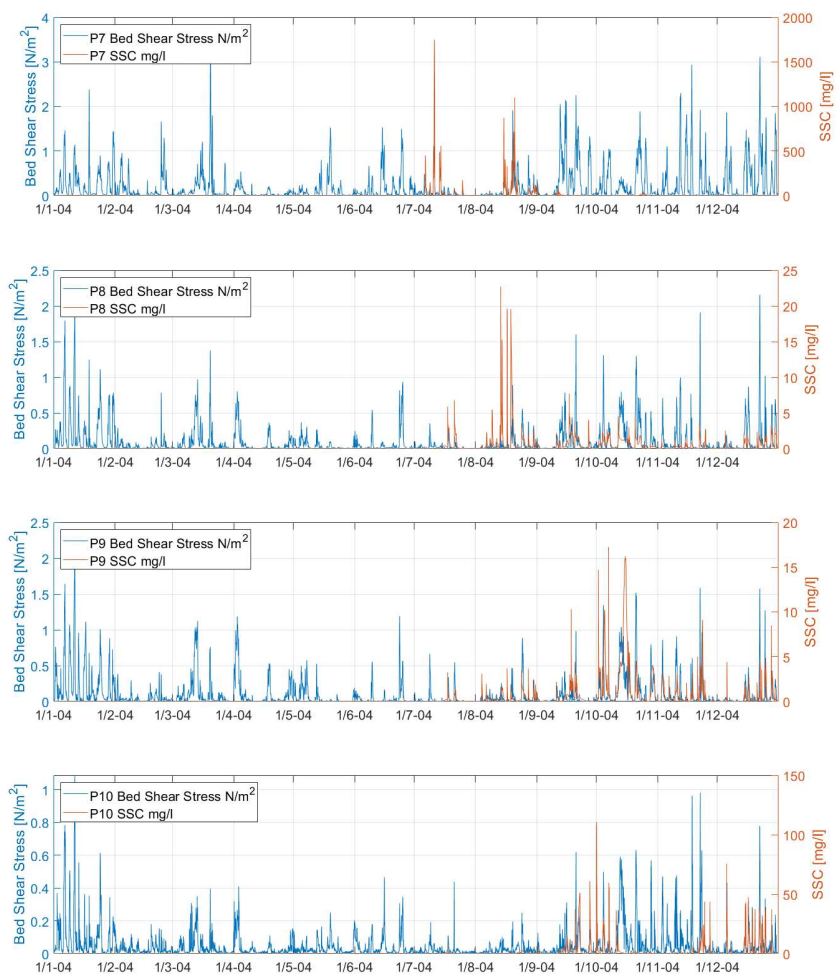 4
3
2
1
0
Bed Shear Stress [N/m²]
P7 Bed Shear Stress N/m²
P7 SSC mg/l
2000
1500
1000
500
0
SSC [mg/l]
1/1-04 1/2-04 1/3-04 1/4-04 1/5-04 1/6-04 1/7-04 1/8-04 1/9-04 1/10-04 1/11-04 1/12-04
2.5
2
1.5
1
0.5
0
Bed Shear Stress [N/m²]
P8 Bed Shear Stress N/m²
P8 SSC mg/l
25
20
15
10
5
0
SSC [mg/l]
1/1-04 1/2-04 1/3-04 1/4-04 1/5-04 1/6-04 1/7-04 1/8-04 1/9-04 1/10-04 1/11-04 1/12-04
2.5
2
1.5
1
0.5
0
Bed Shear Stress [N/m²]
P9 Bed Shear Stress N/m²
P9 SSC mg/l
20
15
10
5
0
SSC [mg/l]
1/1-04 1/2-04 1/3-04 1/4-04 1/5-04 1/6-04 1/7-04 1/8-04 1/9-04 1/10-04 1/11-04 1/12-04
1
0.8
0.6
0.4
0.2
0
Bed Shear Stress [N/m²]
P10 Bed Shear Stress N/m²
P10 SSC mg/l
150
100
50
0
SSC [mg/l]
1/1-04 1/2-04 1/3-04 1/4-04 1/5-04 1/6-04 1/7-04 1/8-04 1/9-04 1/10-04 1/11-04 1/12-04